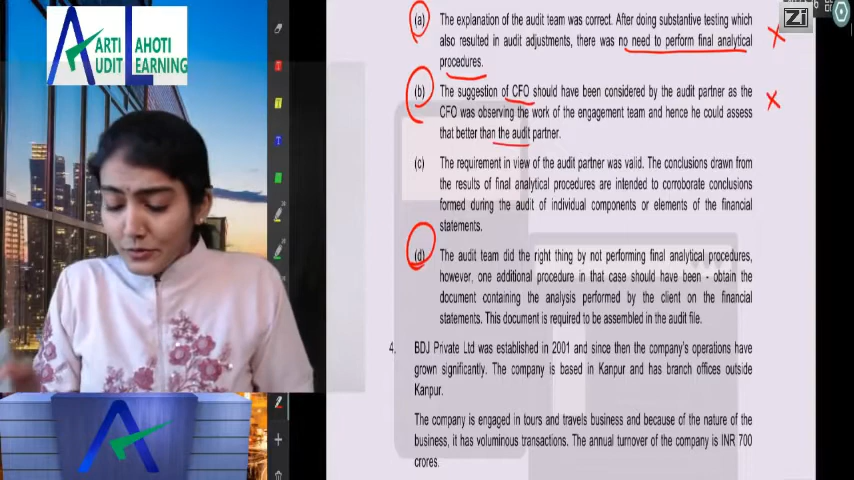 ARTI LAHOTI
AUDIT LEARNING
Zi
(a) The explanation of the audit team was correct. After doing substantive testing which
also resulted in audit adjustments, there was no need to perform final analytical
procedures.
(b) The suggestion of CFO should have been considered by the audit partner as the
CFO was observing the work of the engagement team and hence he could assess
that better than the audit partner.
(c) The requirement in view of the audit partner was valid. The conclusions drawn from
the results of final analytical procedures are intended to corroborate conclusions
formed during the audit of individual components or elements of the financial
statements.
(d) The audit team did the right thing by not performing final analytical procedures,
however, one additional procedure in that case should have been - obtain the
document containing the analysis performed by the client on the financial
statements. This document is required to be assembled in the audit file.
4. BDJ Private Ltd was established in 2001 and since then the company's operations have
grown significantly. The company is based in Kanpur and has branch offices outside
Kanpur.
The company is engaged in tours and travels business and because of the nature of the
business, it has voluminous transactions. The annual turnover of the company is INR 700
crores.